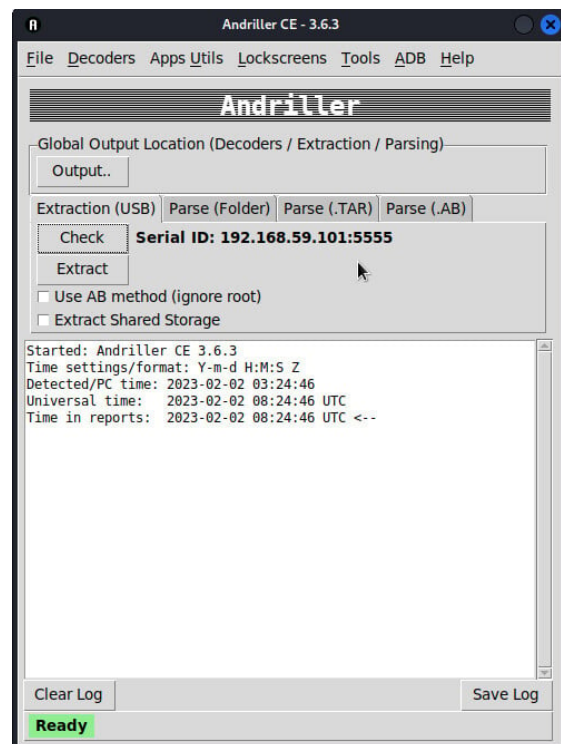 Andriller CE - 3.6.3
File Decoders Apps Utils Lockscreens Tools ADB Help
Andriller
Global Output Location (Decoders / Extraction / Parsing)
Output..
Extraction (USB) Parse (Folder) Parse (.TAR) Parse (.AB)
Check Serial ID: 192.168.59.101:5555
Extract
Use AB method (ignore root)
Extract Shared Storage
Started: Andriller CE 3.6.3
Time settings/format: Y-m-d H:M:S Z
Detected/PC time: 2023-02-02 03:24:46
Universal time: 2023-02-02 08:24:46 UTC
Time in reports: 2023-02-02 08:24:46 UTC <--
Clear Log Save Log
Ready